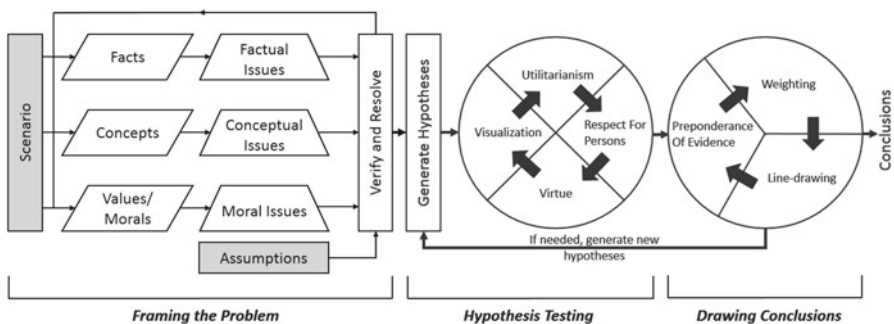 Scenario
Facts
Factual
Issues
Concepts
Conceptual
Issues
Values/
Morals
Moral Issues
Assumptions
Verify and Resolve
Generate Hypotheses
Utilitarianism
Respect For
Persons
Virtue
Visualization
Weighting
Line-drawing
Preponderance
Of Evidence
Conclusions
If needed, generate new
hypotheses
Framing the Problem
Hypothesis Testing
Drawing Conclusions